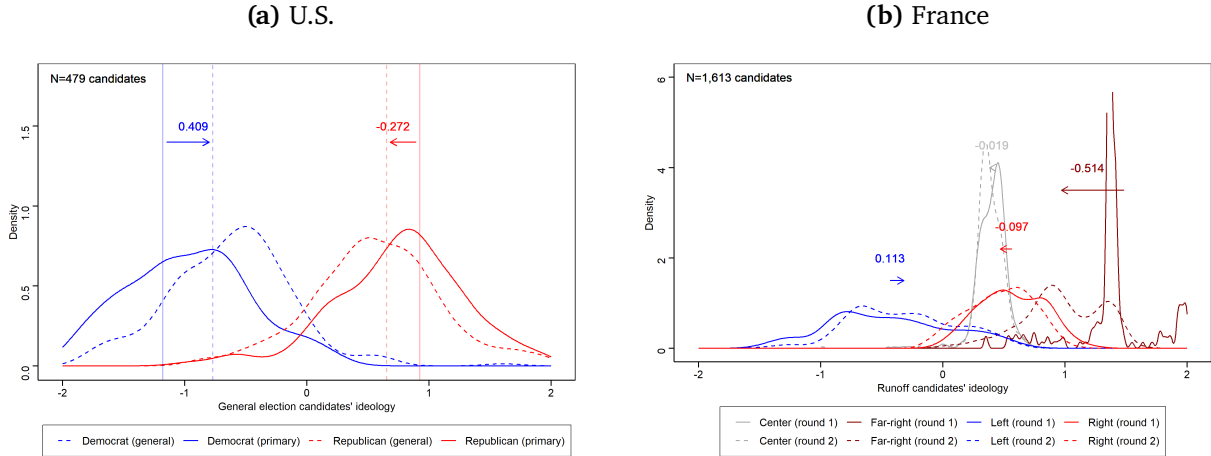 (a) U.S.
N=479 candidates
0.409
-0.272
Density
0.0
0.5
1.0
1.5
-2
-1
0
1
2
General election candidates' ideology
Democrat (general)
Democrat (primary)
Republican (general)
Republican (primary)
(b) France
N=1,613 candidates
-0.019
-0.514
-0.097
0.113
Density
0
2
4
6
-2
-1
0
1
2
Runoff candidates' ideology
Center (round 1)
Far-right (round 1)
Left (round 1)
Right (round 1)
Center (round 2)
Far-right (round 2)
Left (round 2)
Right (round 2)